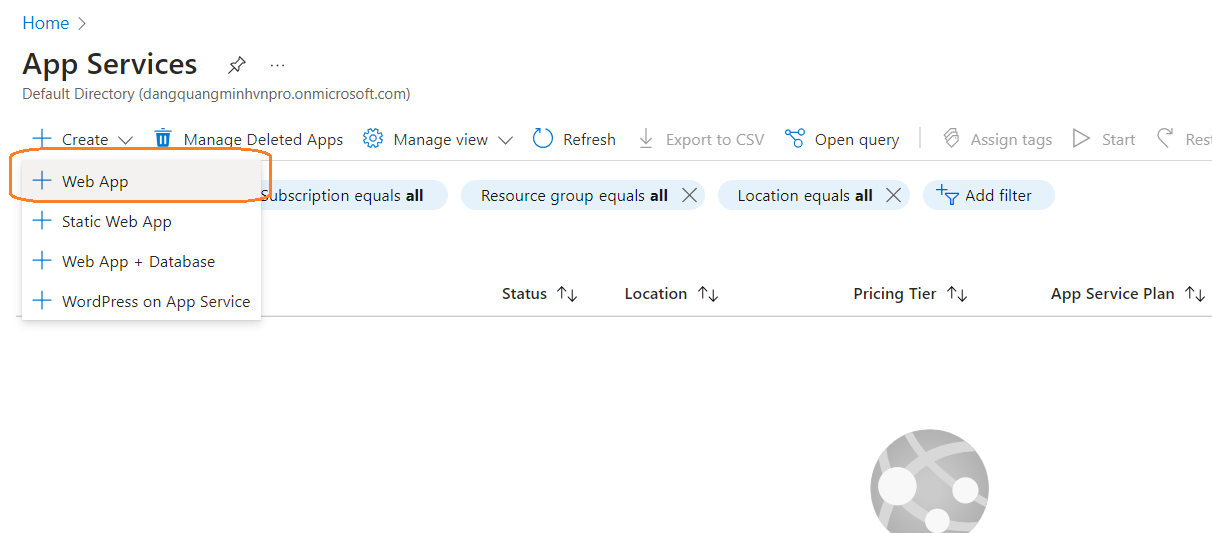 Home
App Services ...
Default Directory (dangquangminhvnpro.onmicrosoft.com)
Create Manage Deleted Apps Manage view Refresh Export to CSV Open query Assign tags Start Rest
Web App
Subscription equals all Resource group equals all Location equals all Add filter
Static Web App
Web App + Database
WordPress on App Service
Status Location Pricing Tier App Service Plan